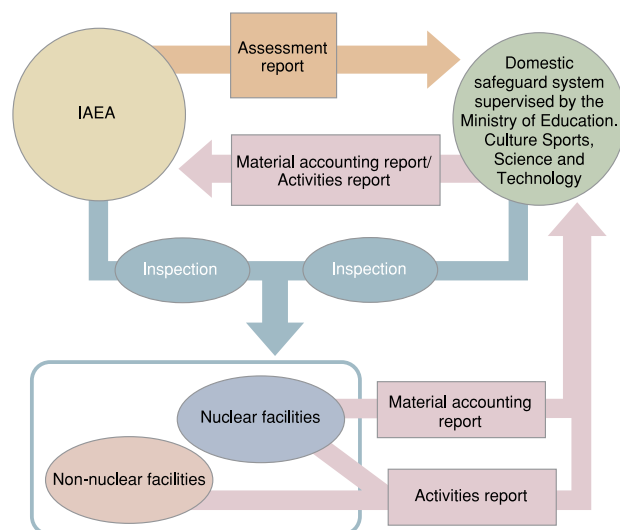 Assessment
report
IAEA
Domestic
safeguard system
supervised by the
Ministry of Education.
Culture Sports,
Science and
Technology
Material accounting report/
Activities report
Inspection
Inspection
Nuclear facilities
Material accounting
report
Non-nuclear facilities
Activities report